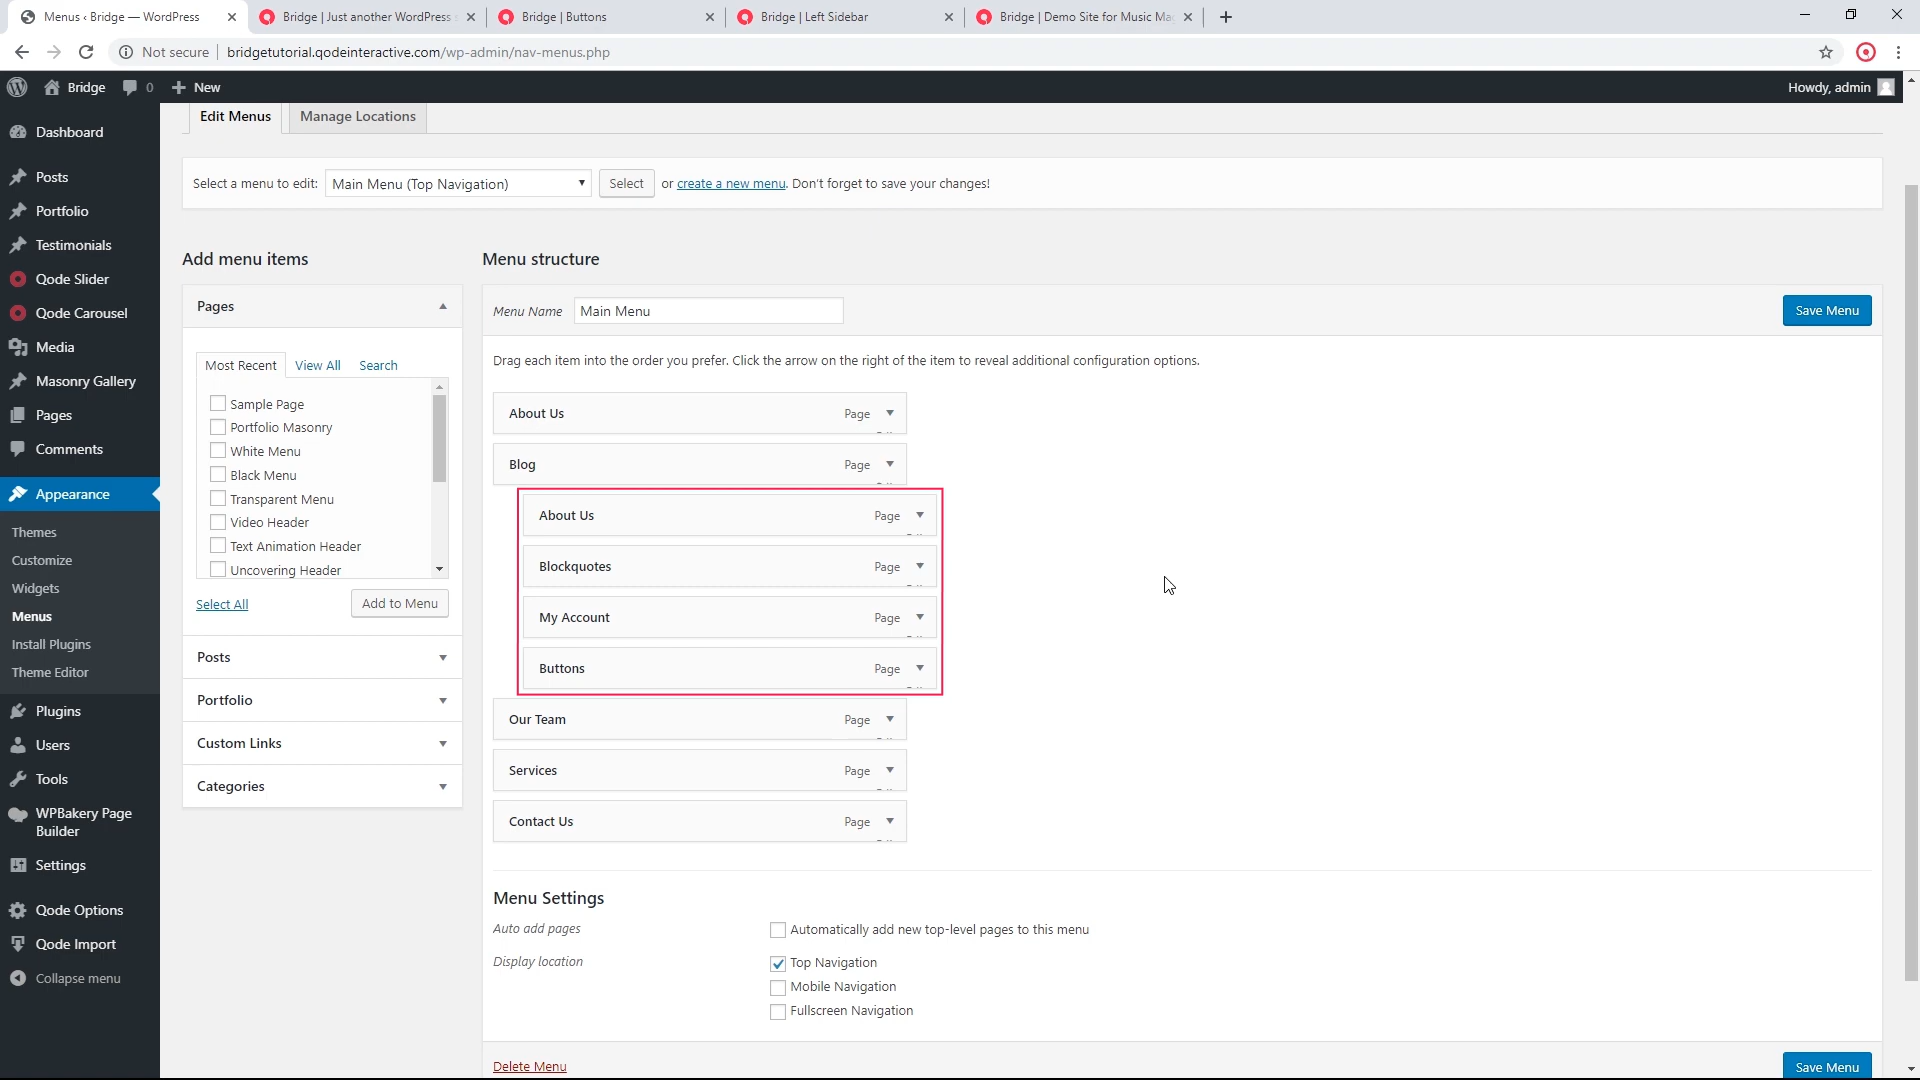 Menus ‹ Bridge — WordPress
Bridge | Just another WordPress s
Bridge | Buttons
Bridge | Left Sidebar
Bridge | Demo Site for Music Ma
Not secure
bridgetutorial.qodeinteractive.com/wp-admin/nav-menus.php
Bridge
0
New
Howdy, admin
Dashboard
Posts
Portfolio
Testimonials
Qode Slider
Qode Carousel
Media
Masonry Gallery
Pages
Comments
Appearance
Themes
Customize
Widgets
Menus
Install Plugins
Theme Editor
Plugins
Users
Tools
WPBakery Page
Builder
Settings
Qode Options
Qode Import
Collapse menu
Edit Menus
Manage Locations
Select a menu to edit:
Main Menu (Top Navigation)
Select
or create a new menu. Don't forget to save your changes!
Add menu items
Pages
Most Recent
View All
Search
Sample Page
Portfolio Masonry
White Menu
Black Menu
Transparent Menu
Video Header
Text Animation Header
Uncovering Header
Select All
Add to Menu
Posts
Portfolio
Custom Links
Categories
Menu structure
Menu Name
Main Menu
Save Menu
Drag each item into the order you prefer. Click the arrow on the right of the item to reveal additional configuration options.
About Us
Page
Blog
Page
About Us
Page
Blockquotes
Page
My Account
Page
Buttons
Page
Our Team
Page
Services
Page
Contact Us
Page
Menu Settings
Auto add pages
Automatically add new top-level pages to this menu
Display location
Top Navigation
Mobile Navigation
Fullscreen Navigation
Delete Menu
Save Menu